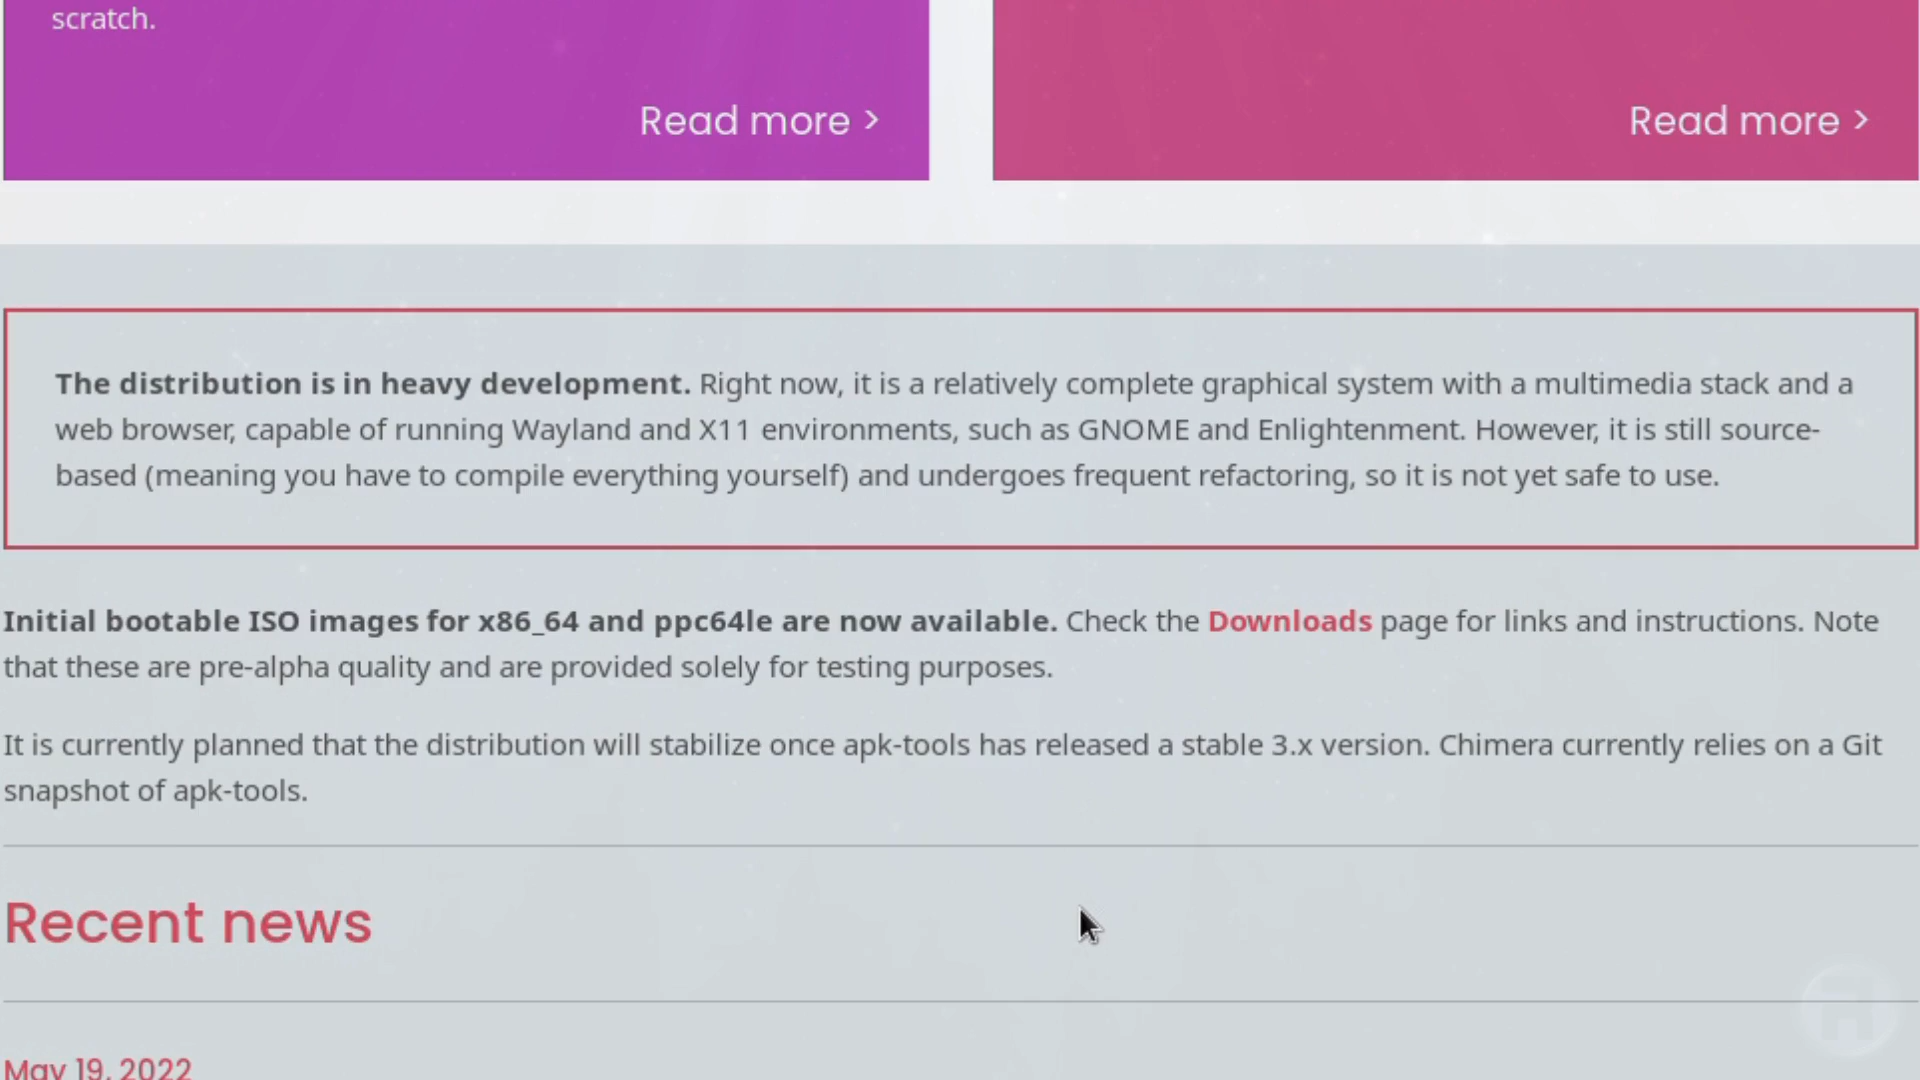 scratch.
Read more >
Read more >
The distribution is in heavy development. Right now, it is a relatively complete graphical system with a multimedia stack and a
web browser, capable of running Wayland and X11 environments, such as GNOME and Enlightenment. However, it is still source-
based (meaning you have to compile everything yourself) and undergoes frequent refactoring, so it is not yet safe to use.
Initial bootable ISO images for x86_64 and ppc64le are now available. Check the Downloads page for links and instructions. Note
that these are pre-alpha quality and are provided solely for testing purposes.
It is currently planned that the distribution will stabilize once apk-tools has released a stable 3.x version. Chimera currently relies on a Git
snapshot of apk-tools.
Recent news
May 19, 2022